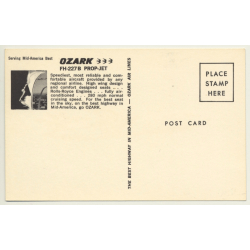 Serving Mid-America Best
OZARK
FH-227B PROP-JET
Speediest, most reliable and comfortable aircraft provided by any regional airline. High wing design and comfort designed seats ... Rolls-Royce Engines ... fully air-conditioned ... 280 mph normal cruising speed. For the best seats in the sky, on the best highway in Mid-America, go OZARK.
THE BEST HIGHWAY IN MID-AMERICA — OZARK AIR LINES
PLACE
STAMP
HERE
POST CARD